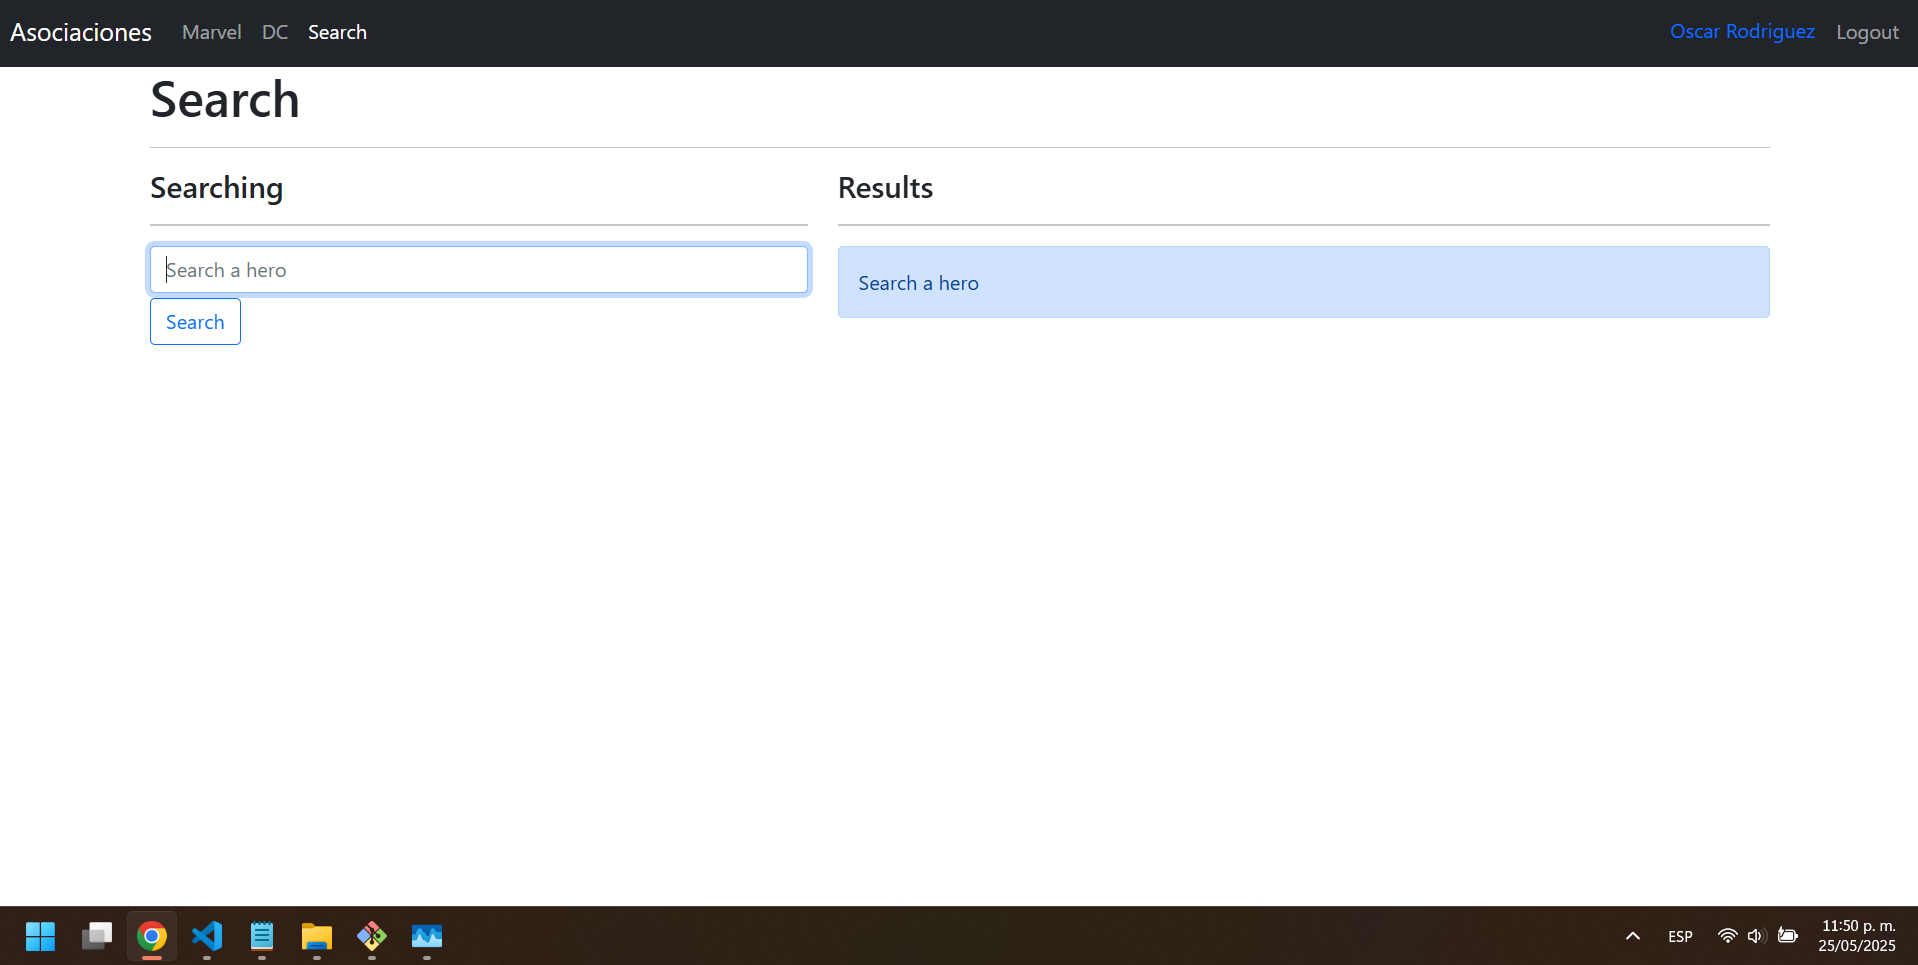 Asociaciones Marvel DC Search Oscar Rodriguez Logout
Search
Searching
Search a hero
Search
Results
Search a hero
ESP
11:50 p. m.
25/05/2025